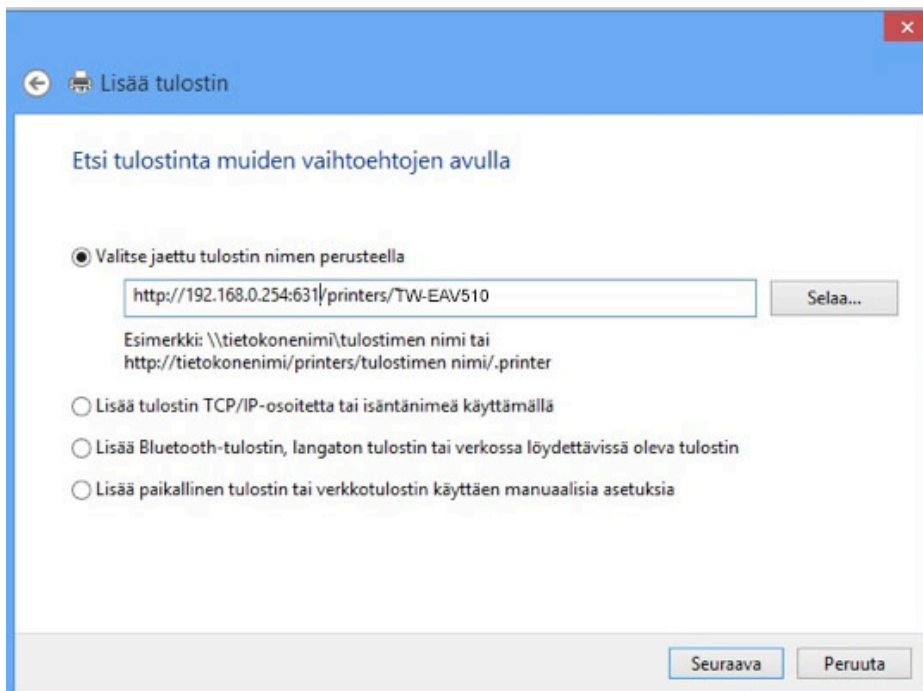 Lisää tulostin
Etsi tulostinta muiden vaihtoehtojen avulla
Valitse jaettu tulostin nimen perusteella
http://192.168.0.254:631/printers/TW-EAV510
Selaa...
Esimerkki: \\tietokonenimi\tulostimen nimi tai
http://tietokonenimi/printers/tulostimen nimi/.printer
Lisää tulostin TCP/IP-osoitetta tai isäntänimeä käyttämällä
Lisää Bluetooth-tulostin, langaton tulostin tai verkossa löydettävissä oleva tulostin
Lisää paikallinen tulostin tai verkkotulostin käyttäen manuaalisia asetuksia
Seuraava
Peruuta